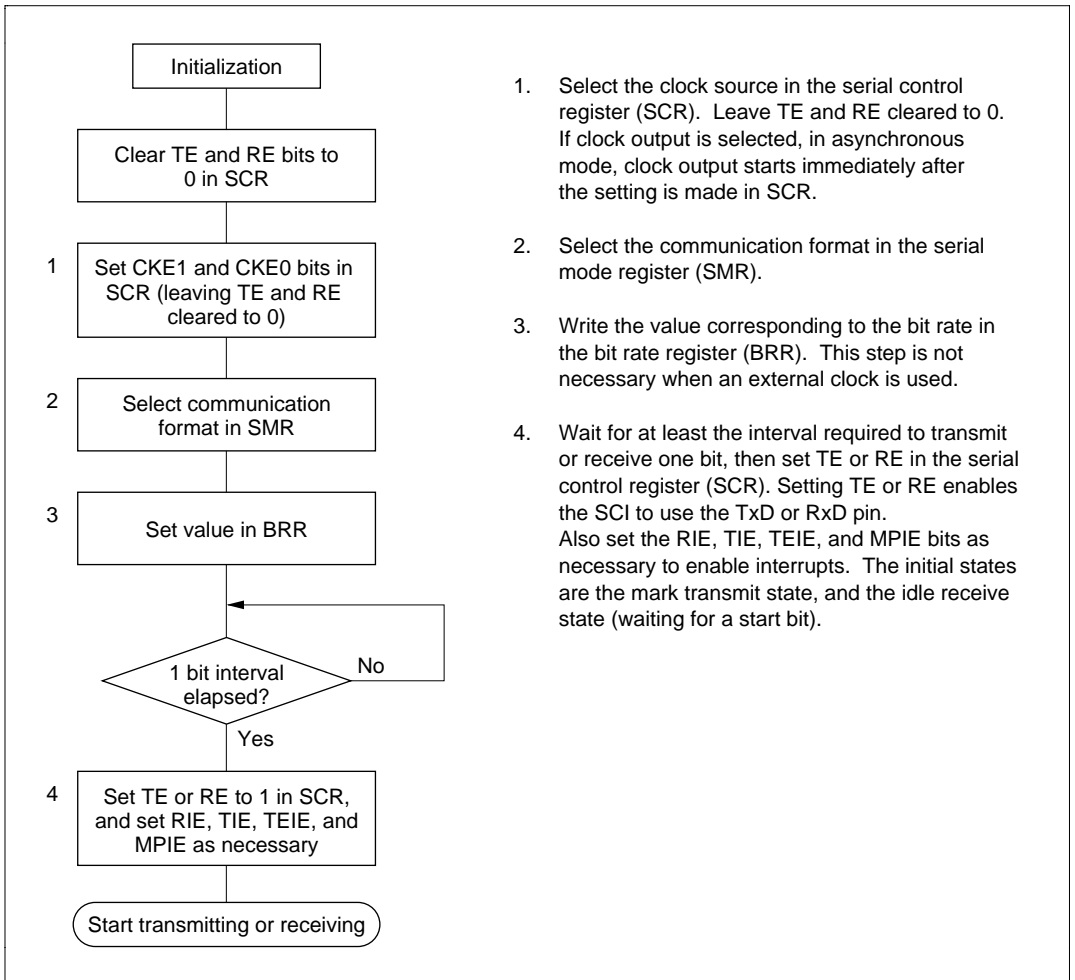 Initialization
Clear TE and RE bits to
0 in SCR
1
Set CKE1 and CKE0 bits in
SCR (leaving TE and RE
cleared to 0)
2
Select communication
format in SMR
3
Set value in BRR
1 bit interval
elapsed?
No
Yes
4
Set TE or RE to 1 in SCR,
and set RIE, TIE, TEIE, and
MPIE as necessary
Start transmitting or receiving
1. Select the clock source in the serial control
register (SCR). Leave TE and RE cleared to 0.
If clock output is selected, in asynchronous
mode, clock output starts immediately after
the setting is made in SCR.
2. Select the communication format in the serial
mode register (SMR).
3. Write the value corresponding to the bit rate in
the bit rate register (BRR). This step is not
necessary when an external clock is used.
4. Wait for at least the interval required to transmit
or receive one bit, then set TE or RE in the serial
control register (SCR). Setting TE or RE enables
the SCI to use the TxD or RxD pin.
Also set the RIE, TIE, TEIE, and MPIE bits as
necessary to enable interrupts. The initial states
are the mark transmit state, and the idle receive
state (waiting for a start bit).